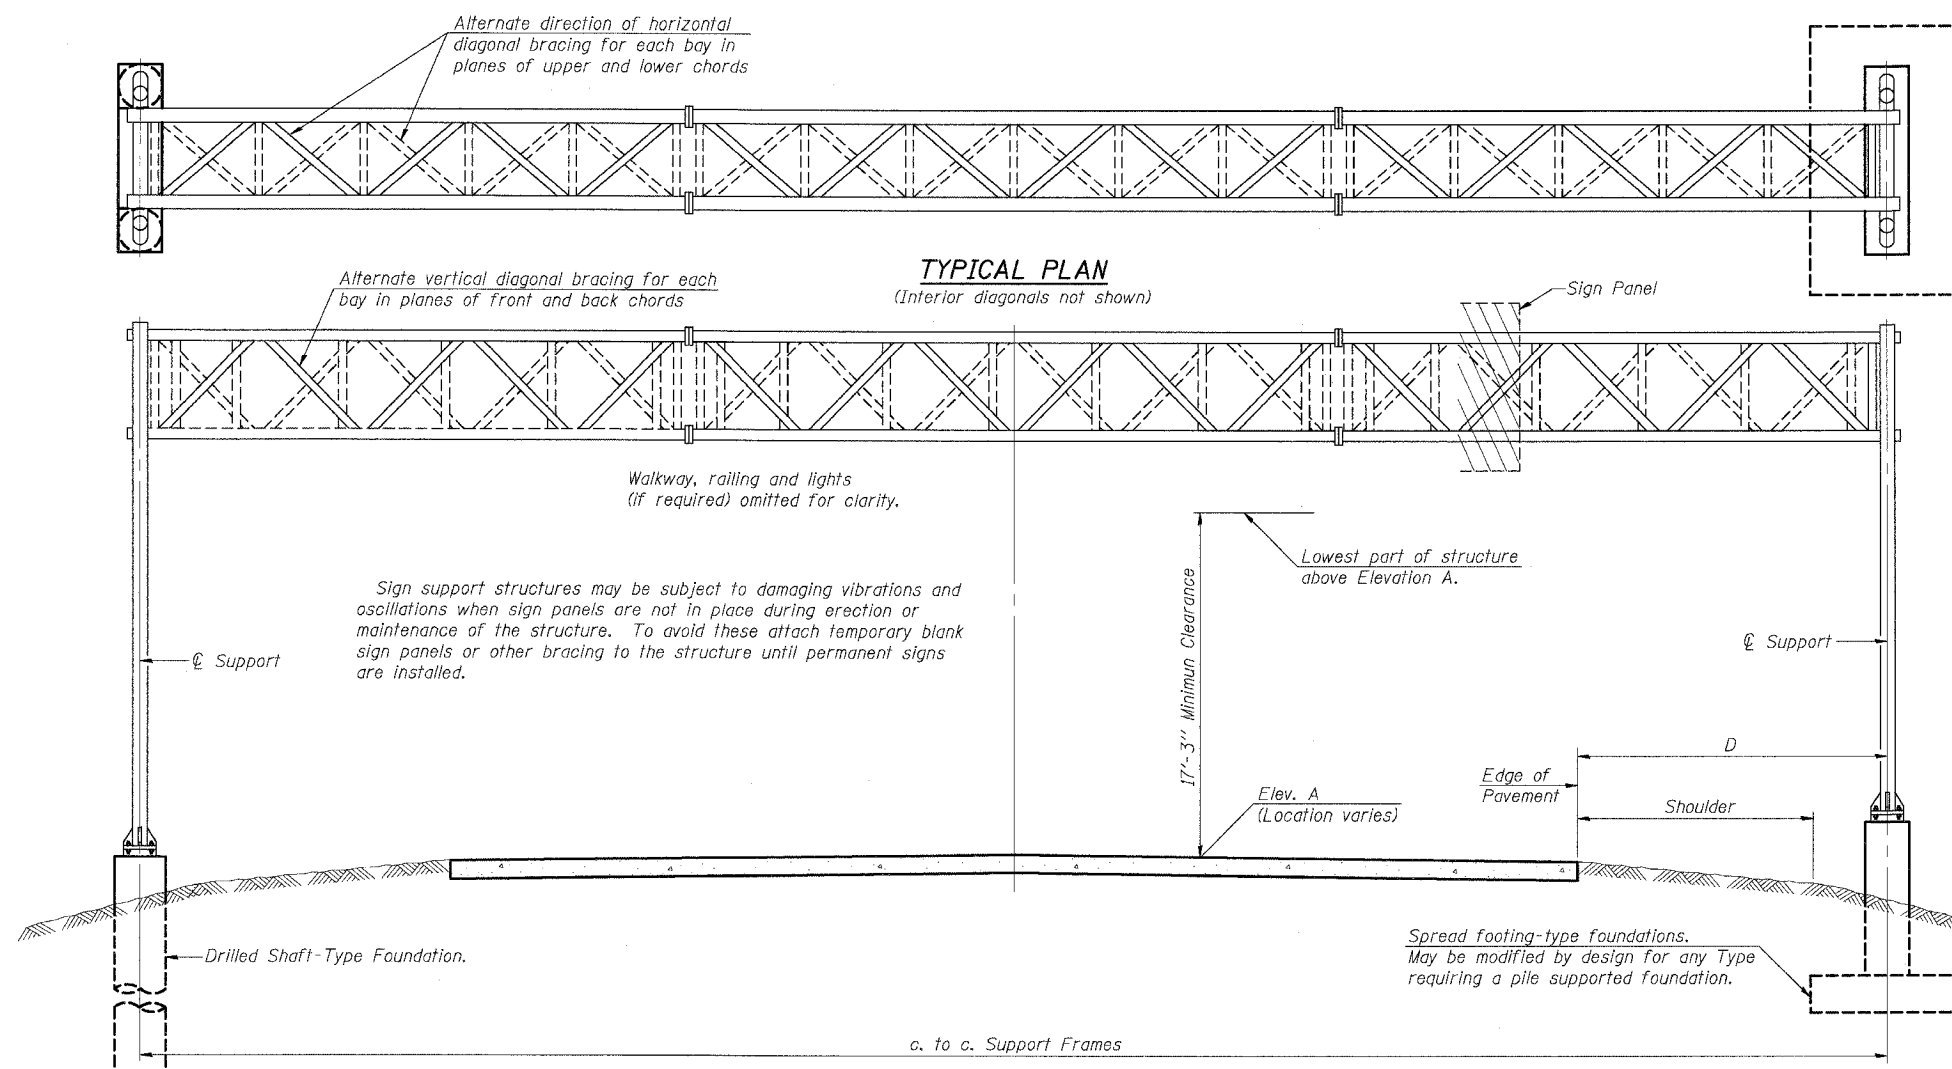 Alternate direction of horizontal
diagonal bracing for each bay in
planes of upper and lower chords
TYPICAL PLAN
(Interior diagonals not shown)
Alternate vertical diagonal bracing for each
bay in planes of front and back chords
Sign Panel
Walkway, railing and lights
(if required) omitted for clarity.
Lowest part of structure
above Elevation A.
Sign support structures may be subject to damaging vibrations and
oscillations when sign panels are not in place during erection or
maintenance of the structure. To avoid these attach temporary blank
sign panels or other bracing to the structure until permanent signs
are installed.
17'-3" Minimun Clearance
℄ Support
℄ Support
D
Edge of
Pavement
Shoulder
Elev. A
(Location varies)
Drilled Shaft-Type Foundation.
Spread footing-type foundations.
May be modified by design for any Type
requiring a pile supported foundation.
c. to c. Support Frames